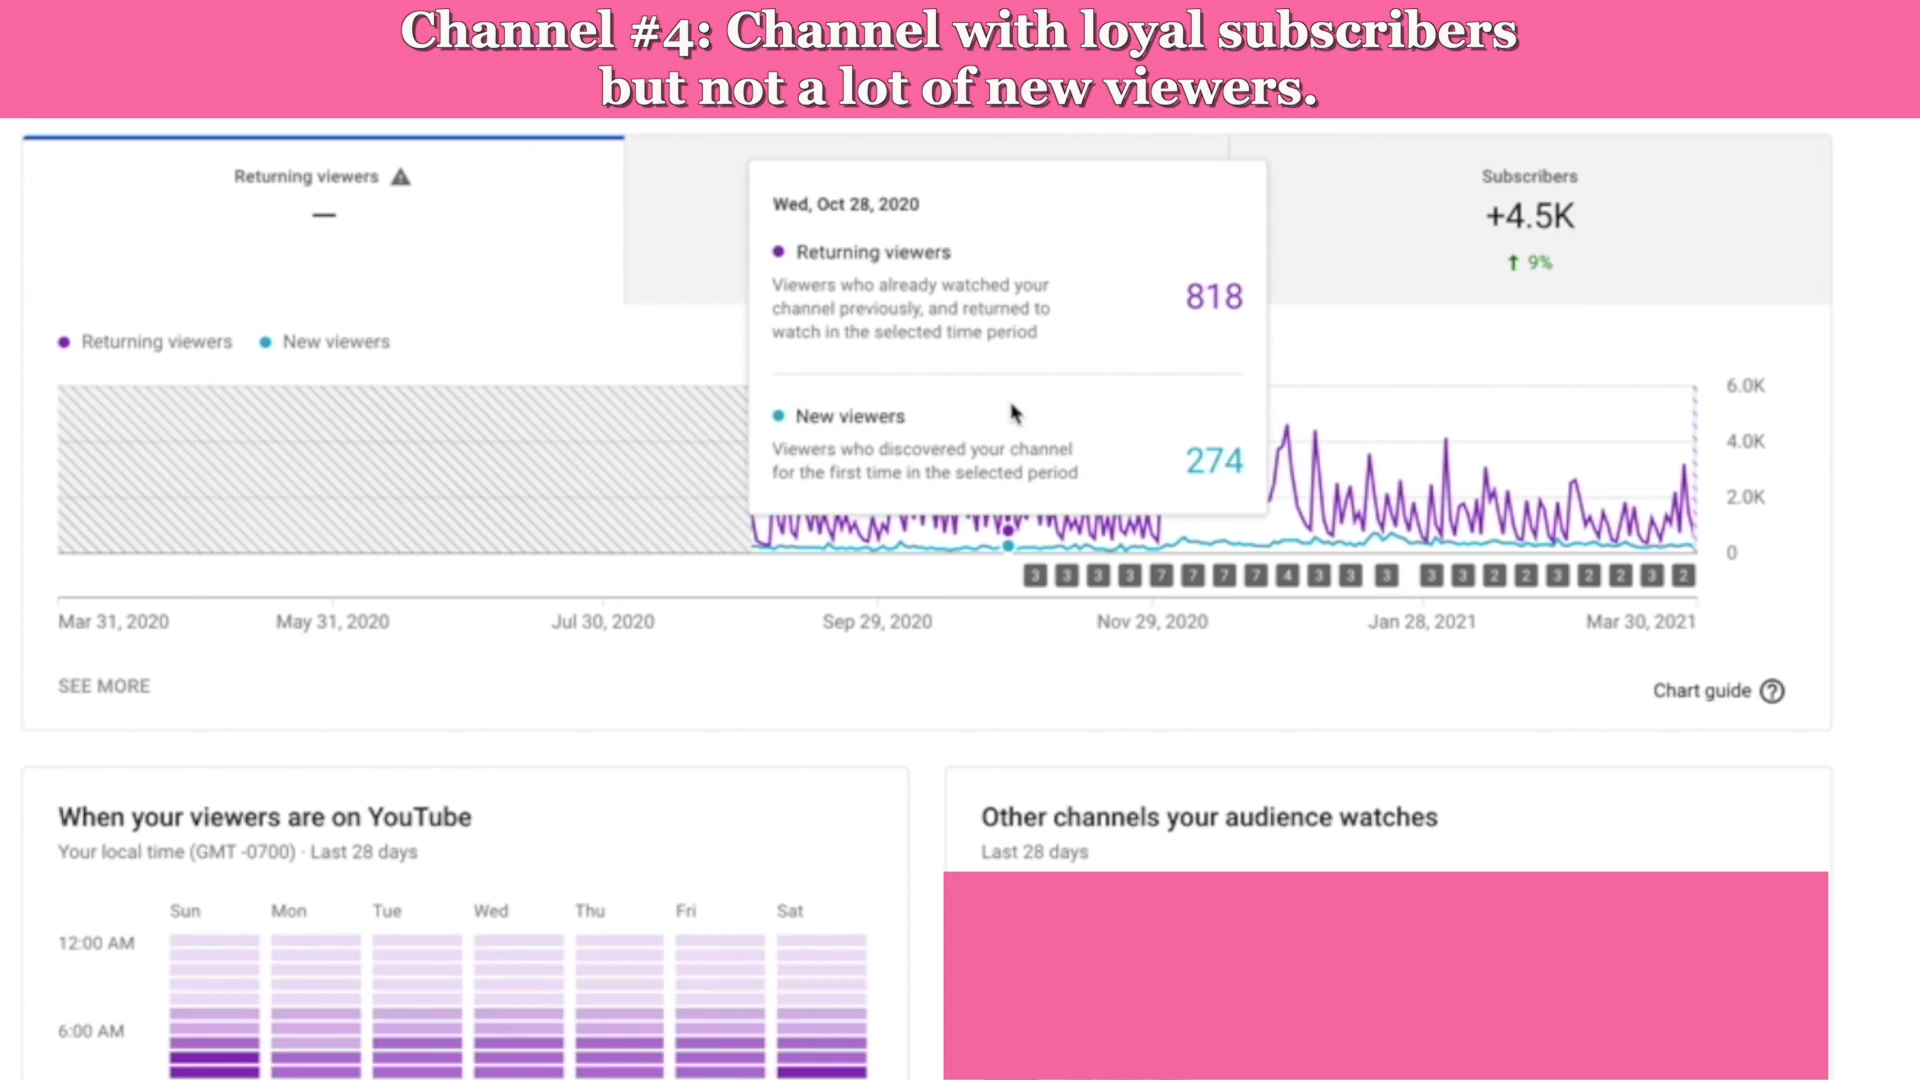 Channel #4: Channel with loyal subscribers
but not a lot of new viewers.
Returning viewers
—
Subscribers
+4.5K
9%
Wed, Oct 28, 2020
Returning viewers
Viewers who already watched your
channel previously, and returned to
watch in the selected time period
818
New viewers
Viewers who discovered your channel
for the first time in the selected period
274
Returning viewers New viewers
6.0K
4.0K
2.0K
0
3 3 3 3 7 7 7 7 4 3 3 3 3 3 2 2 3 2 2 3 2
Mar 31, 2020 May 31, 2020 Jul 30, 2020 Sep 29, 2020 Nov 29, 2020 Jan 28, 2021 Mar 30, 2021
SEE MORE
Chart guide ?
When your viewers are on YouTube
Your local time (GMT -0700) · Last 28 days
Sun Mon Tue Wed Thu Fri Sat
12:00 AM
6:00 AM
Other channels your audience watches
Last 28 days